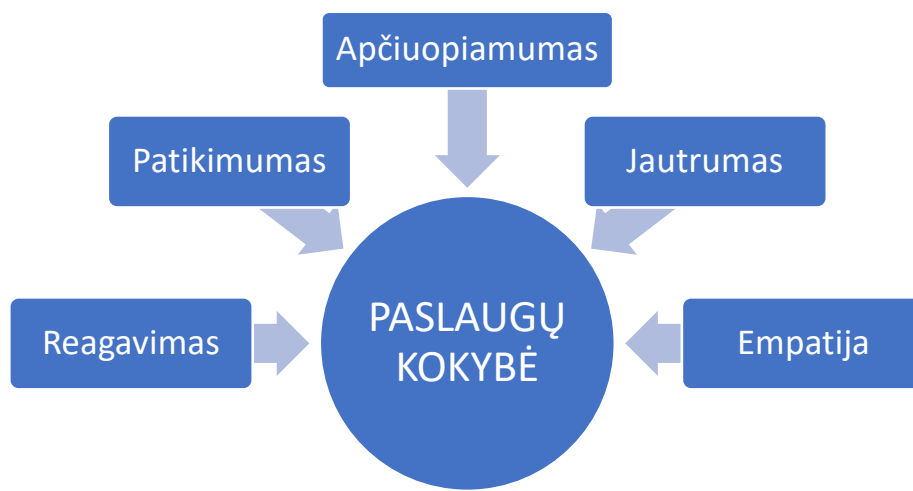 Apčiuopiamumas
Patikimumas
Jautrumas
Reagavimas
PASLAUGŲ
KOKYBĖ
Empatija